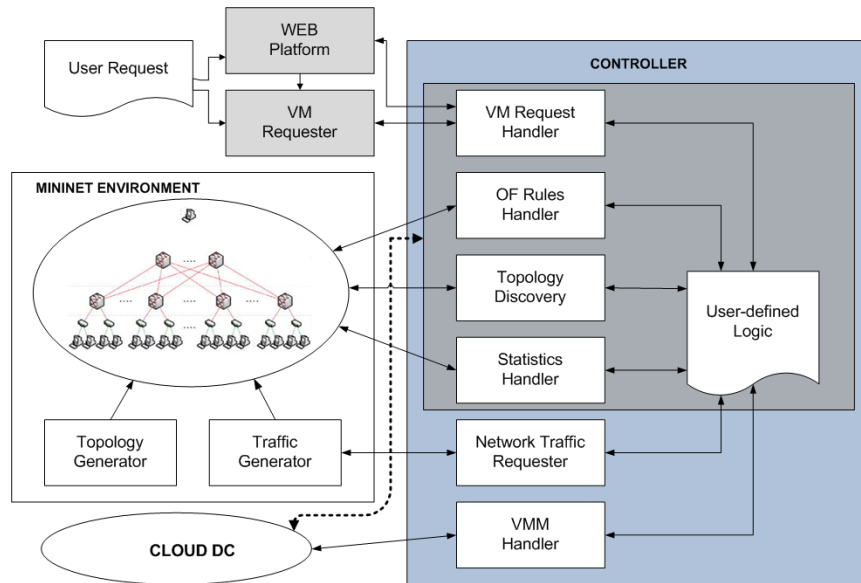 User Request
WEB
Platform
VM
Requester
CONTROLLER
VM Request
Handler
MININET ENVIRONMENT
OF Rules
Handler
Topology
Discovery
User-defined
Logic
Statistics
Handler
Topology
Generator
Traffic
Generator
Network Traffic
Requester
CLOUD DC
VMM
Handler